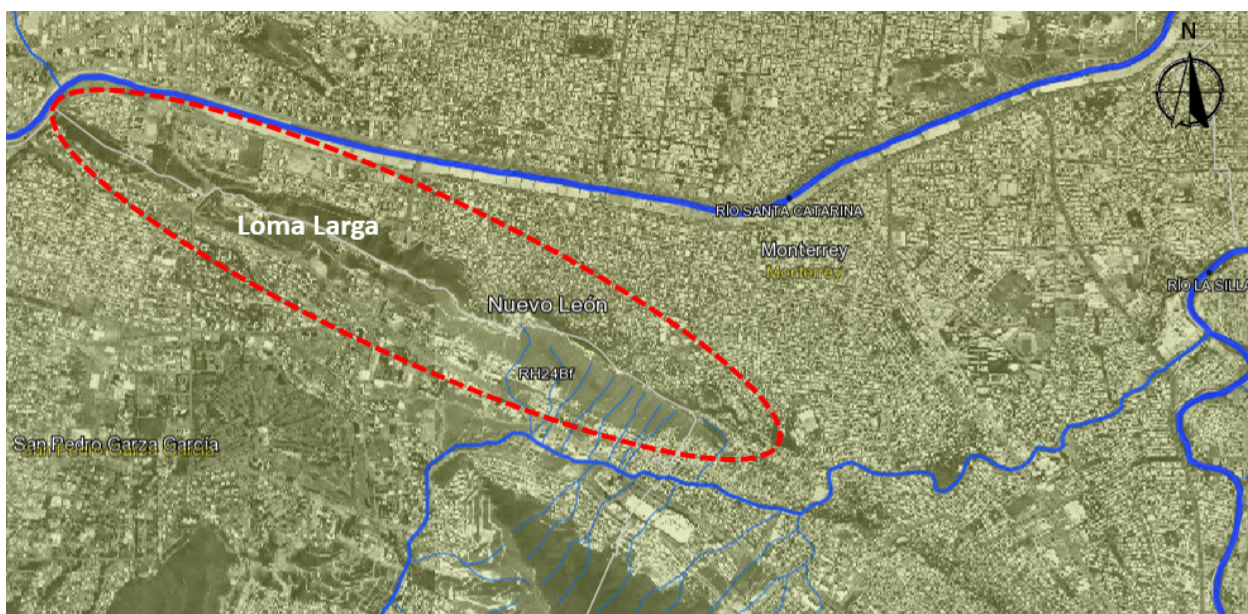 N
RÍO SANTA CATARINA
Loma Larga
Monterrey
Monterrey
RÍO LA SILLA
Nuevo León
RH24Bf
San Pedro Garza García
San Pedro Garza García